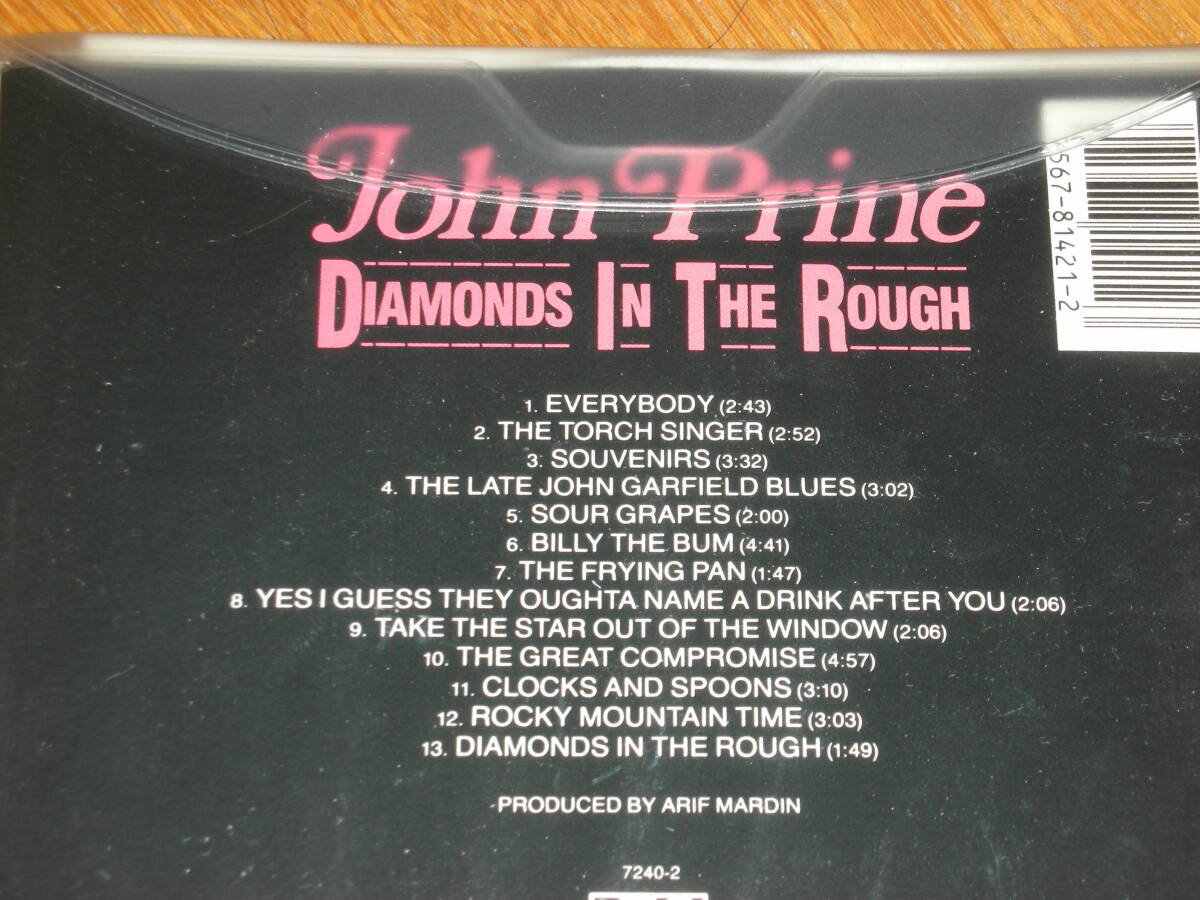 John Prine
DIAMONDS IN THE ROUGH
567-81421-2
1. EVERYBODY (2:43)
2. THE TORCH SINGER (2:52)
3. SOUVENIRS (3:32)
4. THE LATE JOHN GARFIELD BLUES (3:02)
5. SOUR GRAPES (2:00)
6. BILLY THE BUM (4:41)
7. THE FRYING PAN (1:47)
8. YES I GUESS THEY OUGHTA NAME A DRINK AFTER YOU (2:06)
9. TAKE THE STAR OUT OF THE WINDOW (2:06)
10. THE GREAT COMPROMISE (4:57)
11. CLOCKS AND SPOONS (3:10)
12. ROCKY MOUNTAIN TIME (3:03)
13. DIAMONDS IN THE ROUGH (1:49)
PRODUCED BY ARIF MARDIN
7240-2